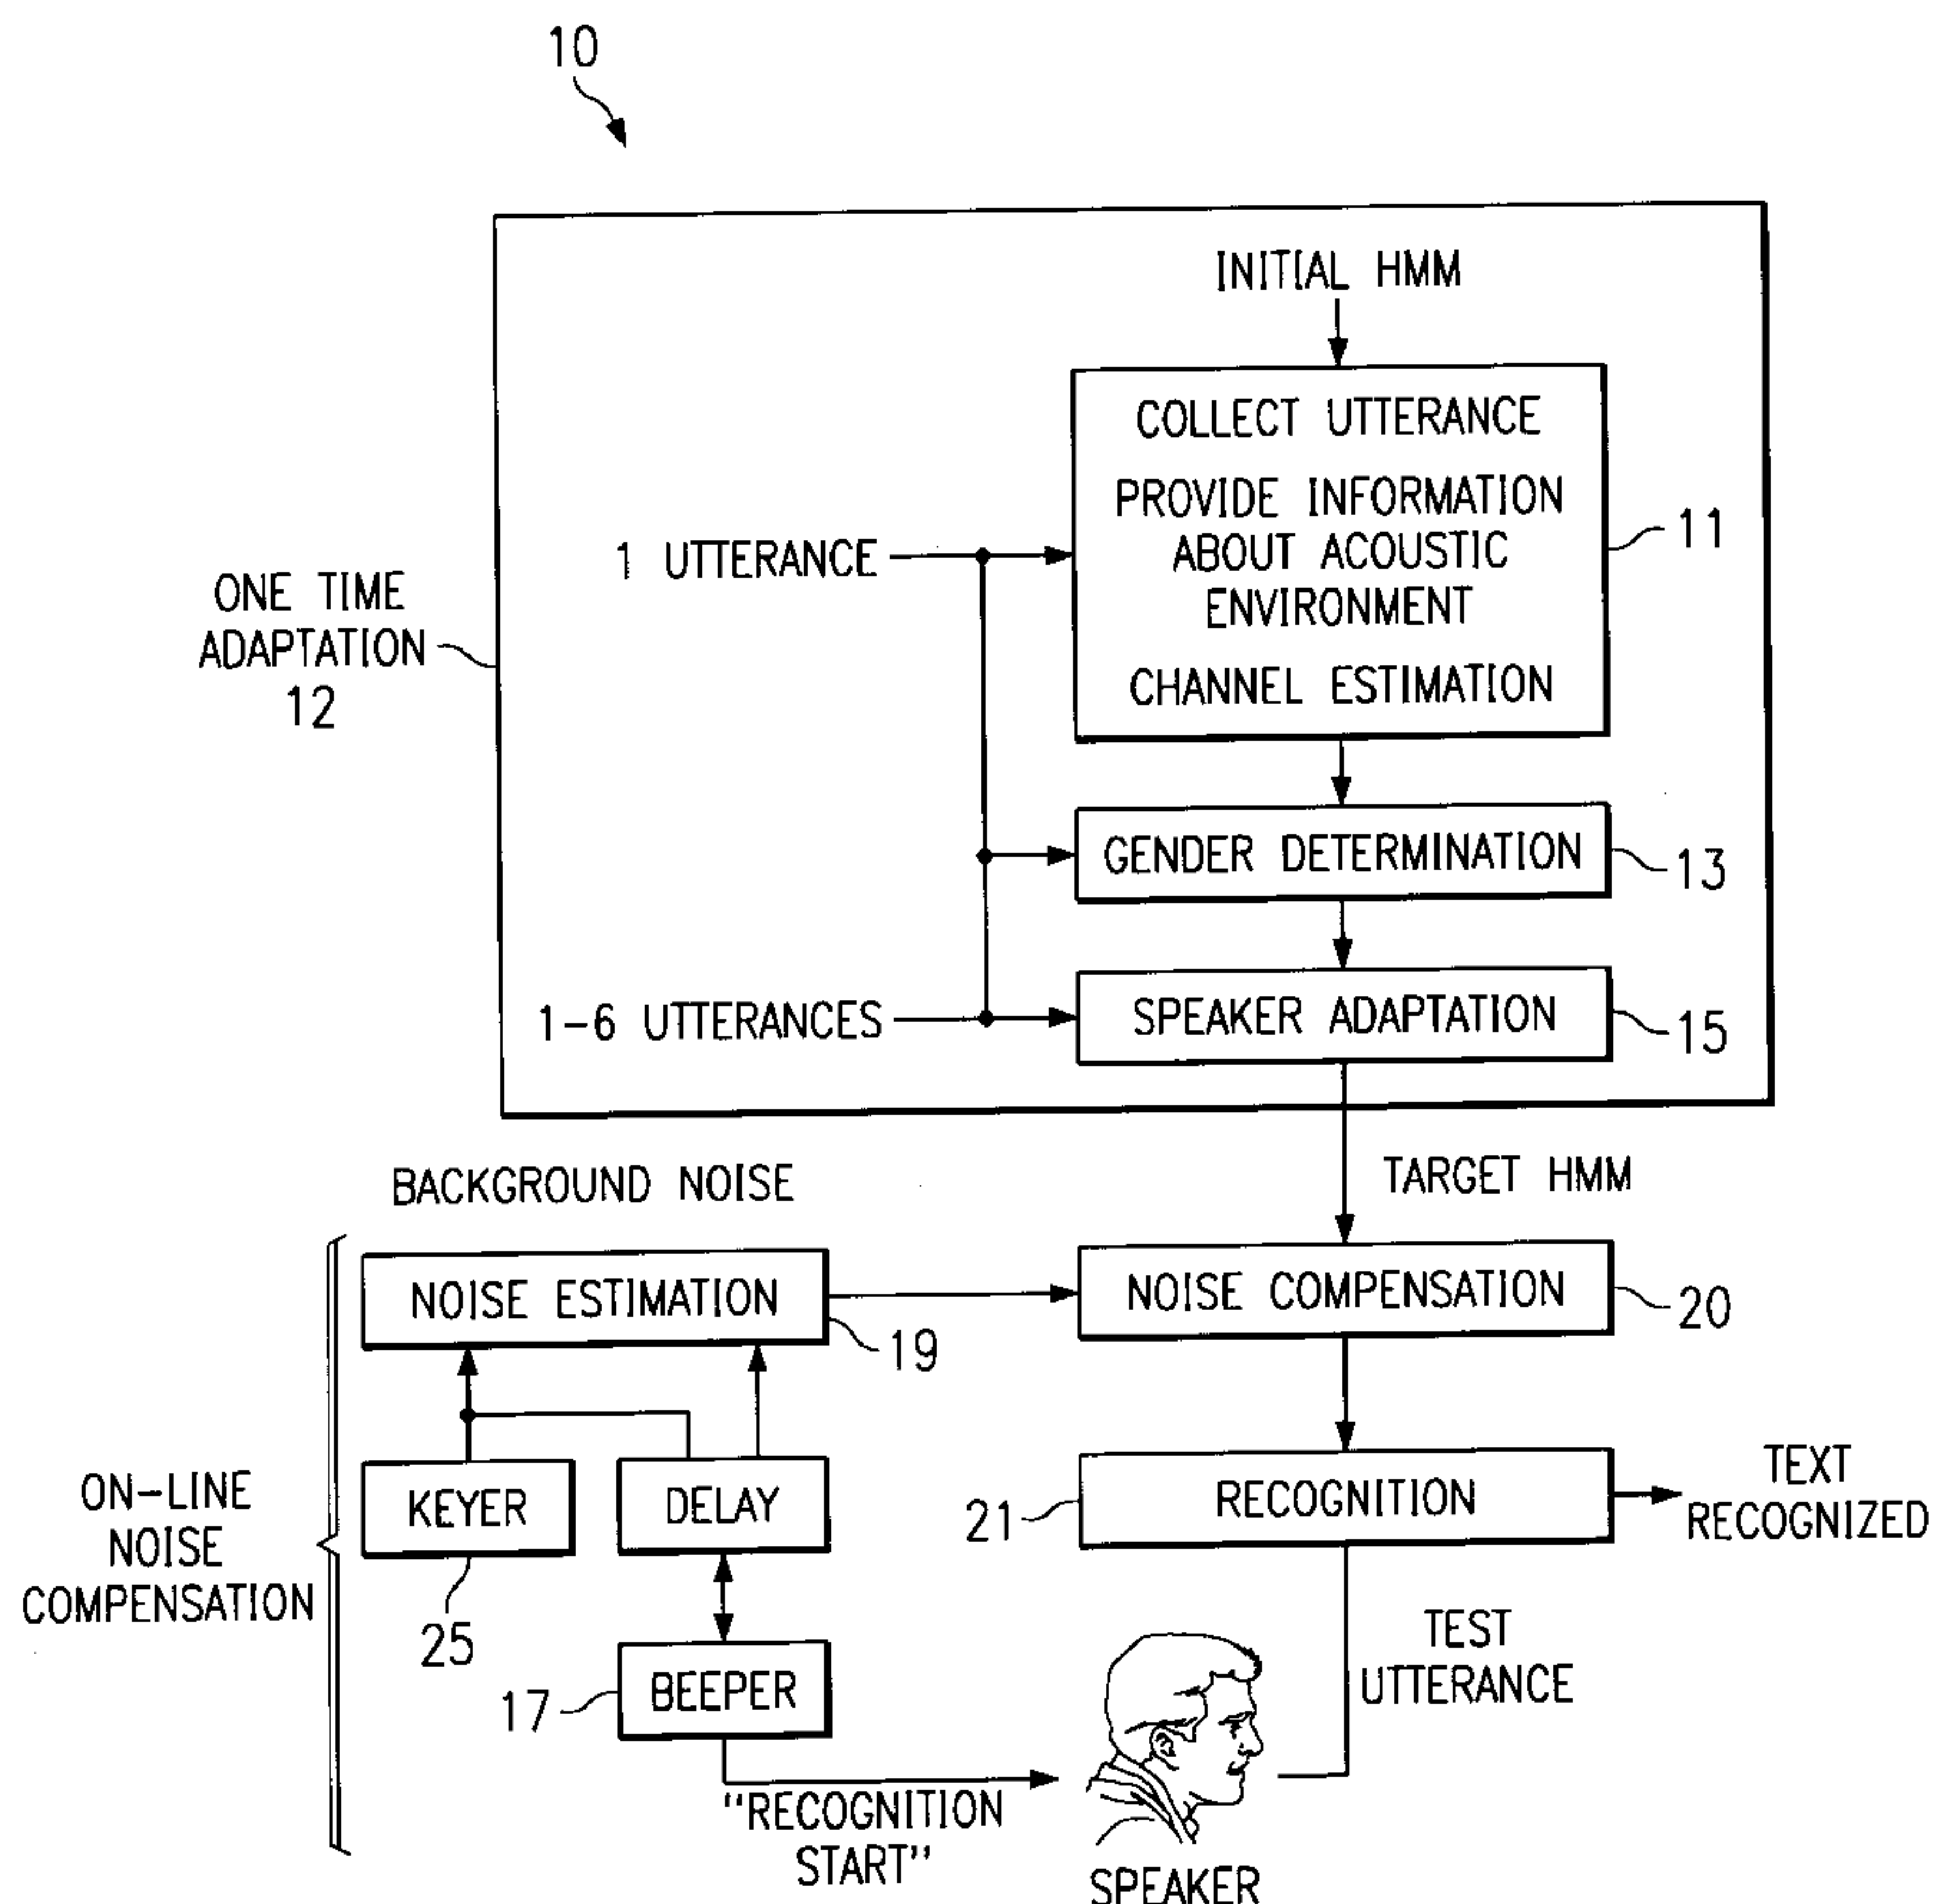 10
INITIAL HMM
COLLECT UTTERANCE
PROVIDE INFORMATION
ABOUT ACOUSTIC
ENVIRONMENT
CHANNEL ESTIMATION
11
1 UTTERANCE
ONE TIME
ADAPTATION
12
GENDER DETERMINATION
13
1-6 UTTERANCES
SPEAKER ADAPTATION
15
BACKGROUND NOISE
TARGET HMM
NOISE ESTIMATION
19
NOISE COMPENSATION
20
ON-LINE
NOISE
COMPENSATION
KEYER
25
DELAY
21
RECOGNITION
TEXT
RECOGNIZED
17
BEEPER
TEST
UTTERANCE
"RECOGNITION
START"
SPEAKER